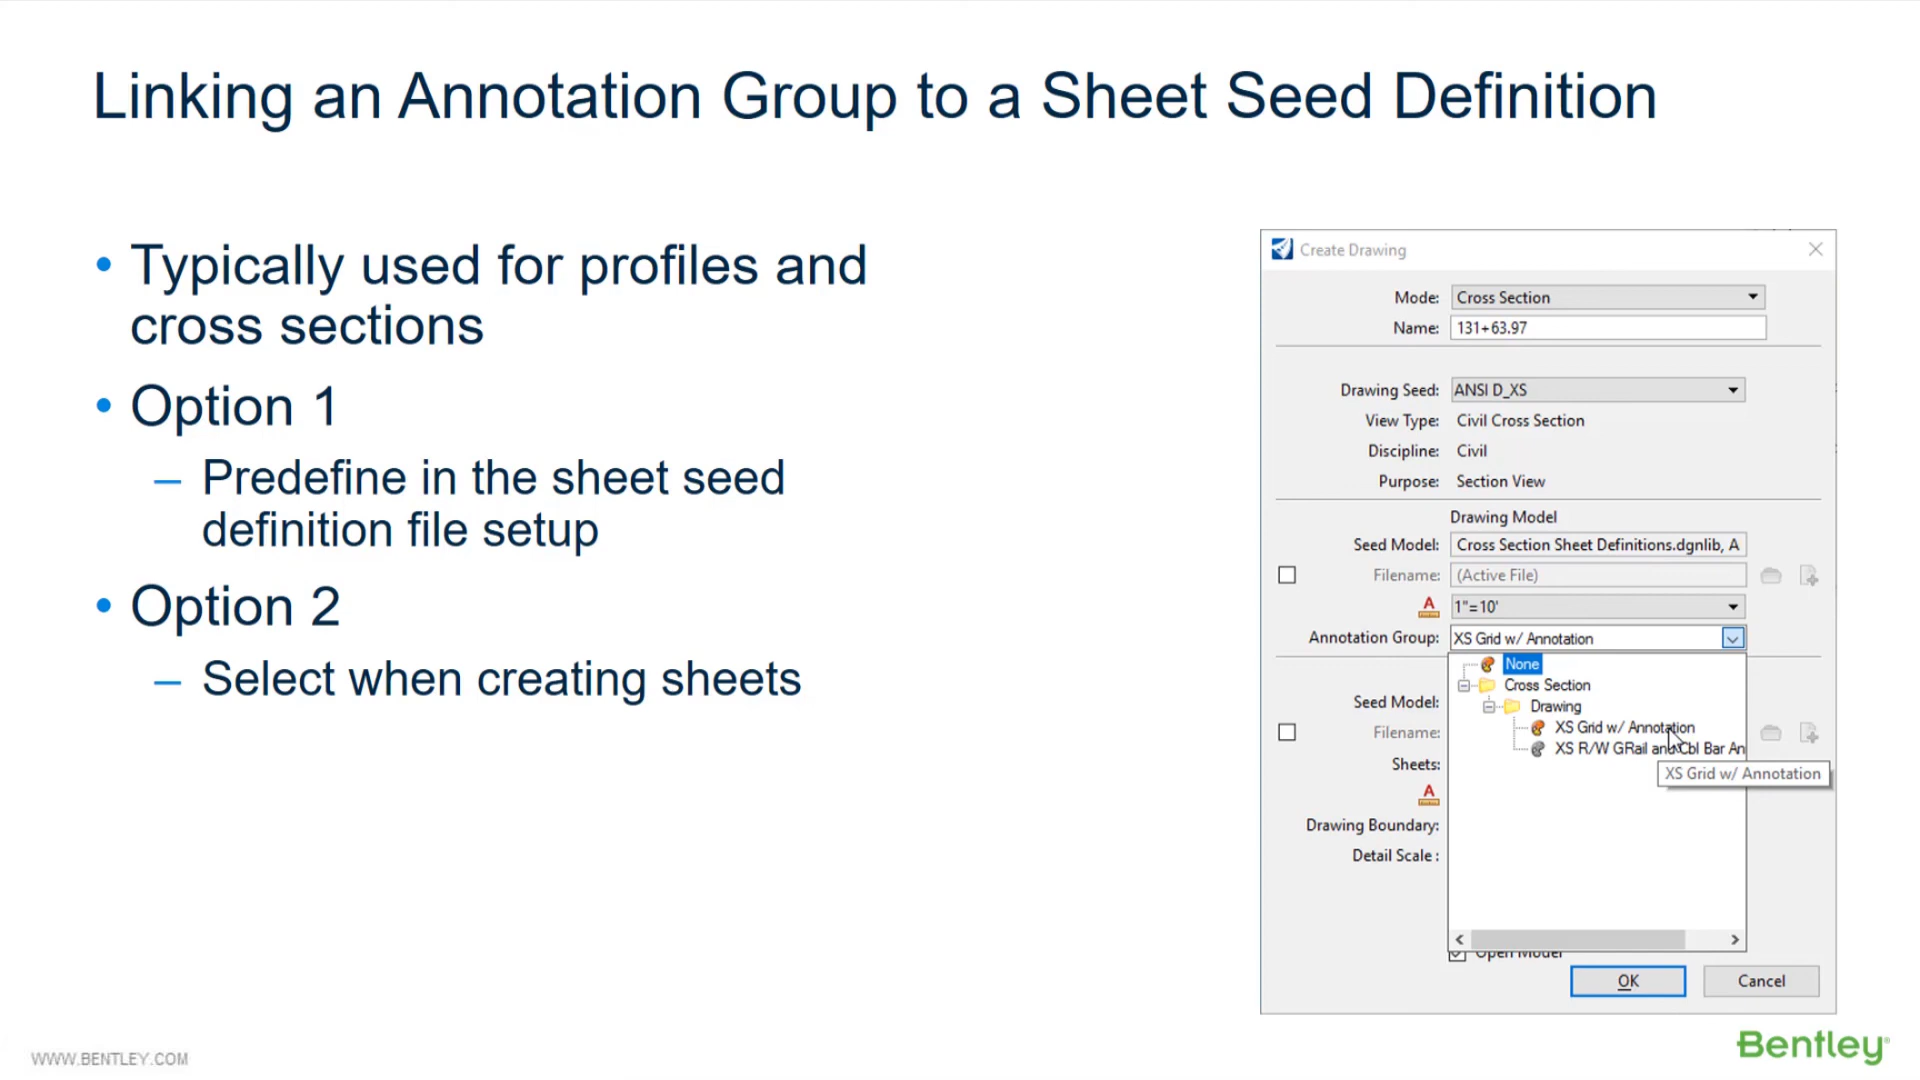 Linking an Annotation Group to a Sheet Seed Definition
• Typically used for profiles and
cross sections
• Option 1
– Predefine in the sheet seed
definition file setup
• Option 2
– Select when creating sheets
Create Drawing
Mode: Cross Section
Name: 131+63.97
Drawing Seed: ANSI D_XS
View Type: Civil Cross Section
Discipline: Civil
Purpose: Section View
Drawing Model
Seed Model: Cross Section Sheet Definitions.dgnlib, A
Filename: (Active File)
A 1"=10'
Annotation Group: XS Grid w/ Annotation
None
Cross Section
Drawing
XS Grid w/ Annotation
XS R/W GRail and Cbl Bar An
XS Grid w/ Annotation
Seed Model:
Filename:
Sheets:
A
Drawing Boundary:
Detail Scale :
Open Model
OK Cancel
WWW.BENTLEY.COM
Bentley®